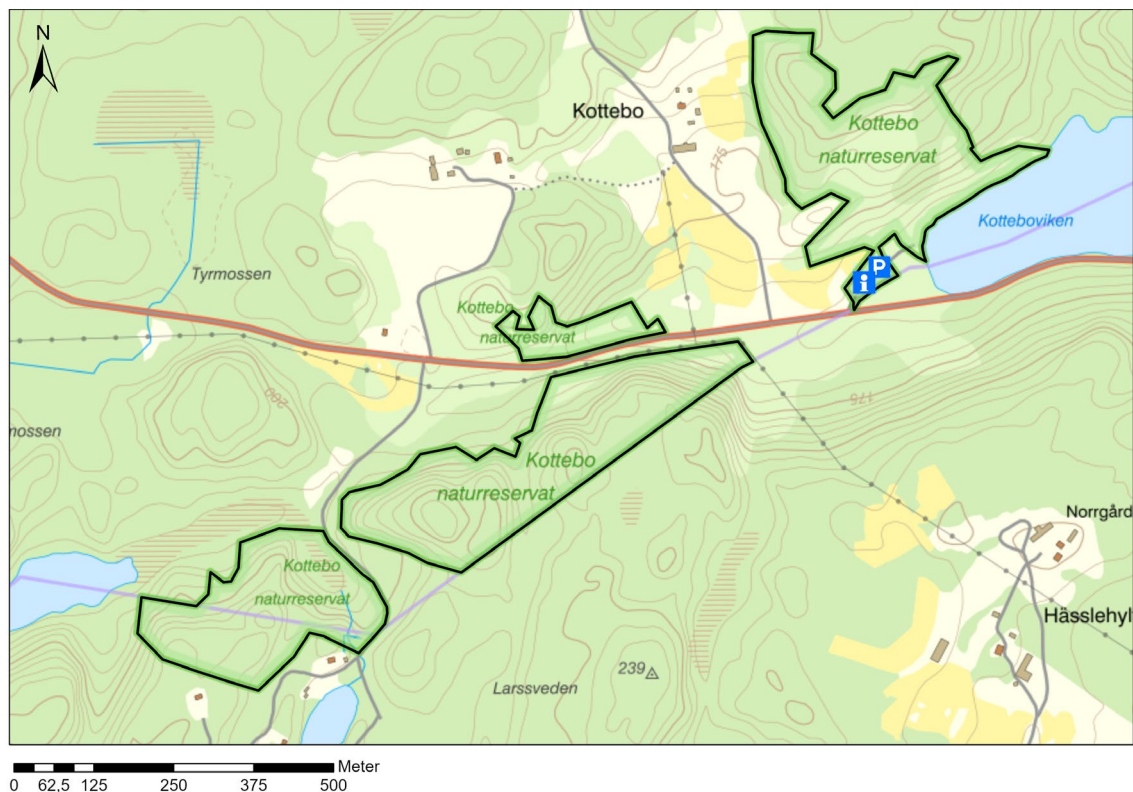 N
Kottebo
Kottebo
naturreservat
175
P
i
Kotteboviken
Tyrmossen
Kottebo
naturreservat
200
175
mossen
Kottebo
naturreservat
Norrgård
Kottebo
naturreservat
Hässlehyl
239
Larssveden
Meter
0 62,5 125 250 375 500